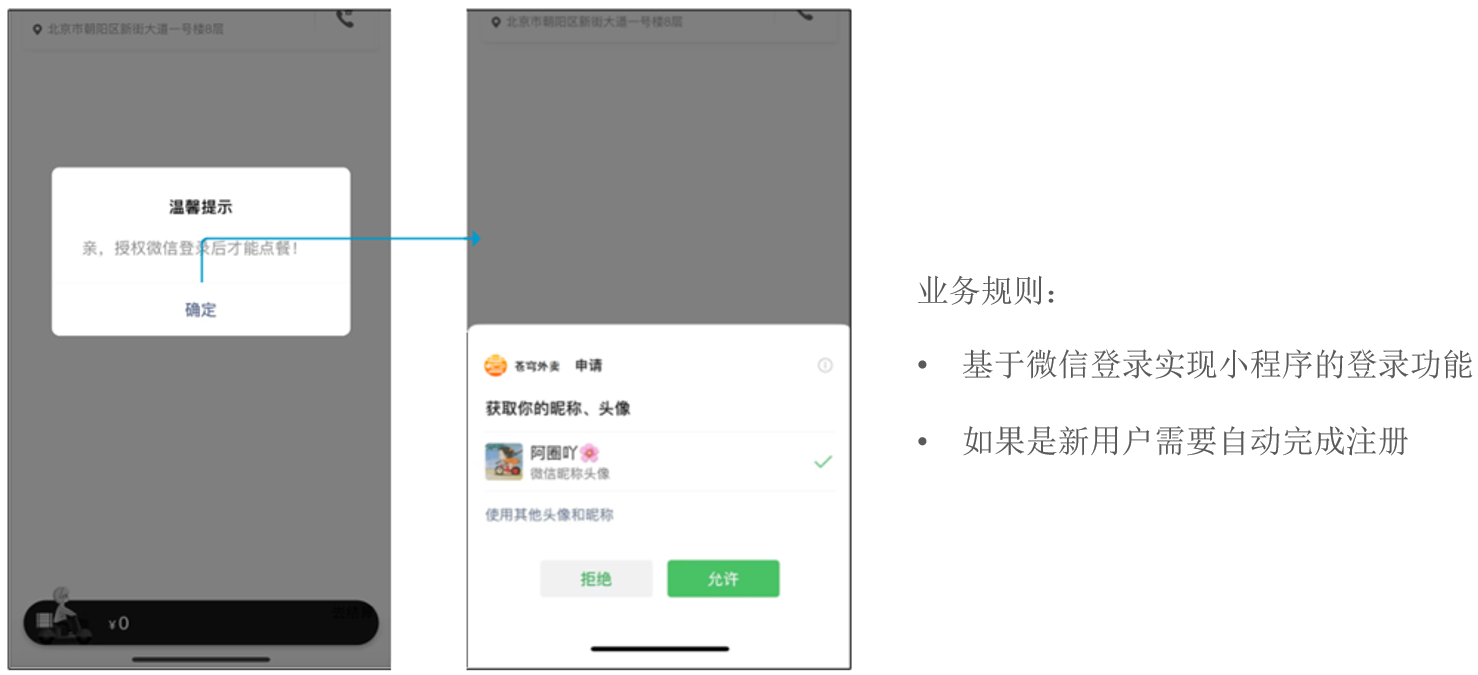 北京市朝阳区新街大道一号楼8层
温馨提示
亲，授权微信登录后才能点餐！
确定
¥0
北京市朝阳区新街大道一号楼8层
苍穹外卖 申请
获取你的昵称、头像
阿圈吖🌸
微信昵称头像
使用其他头像和昵称
拒绝
允许
业务规则：
• 基于微信登录实现小程序的登录功能
• 如果是新用户需要自动完成注册